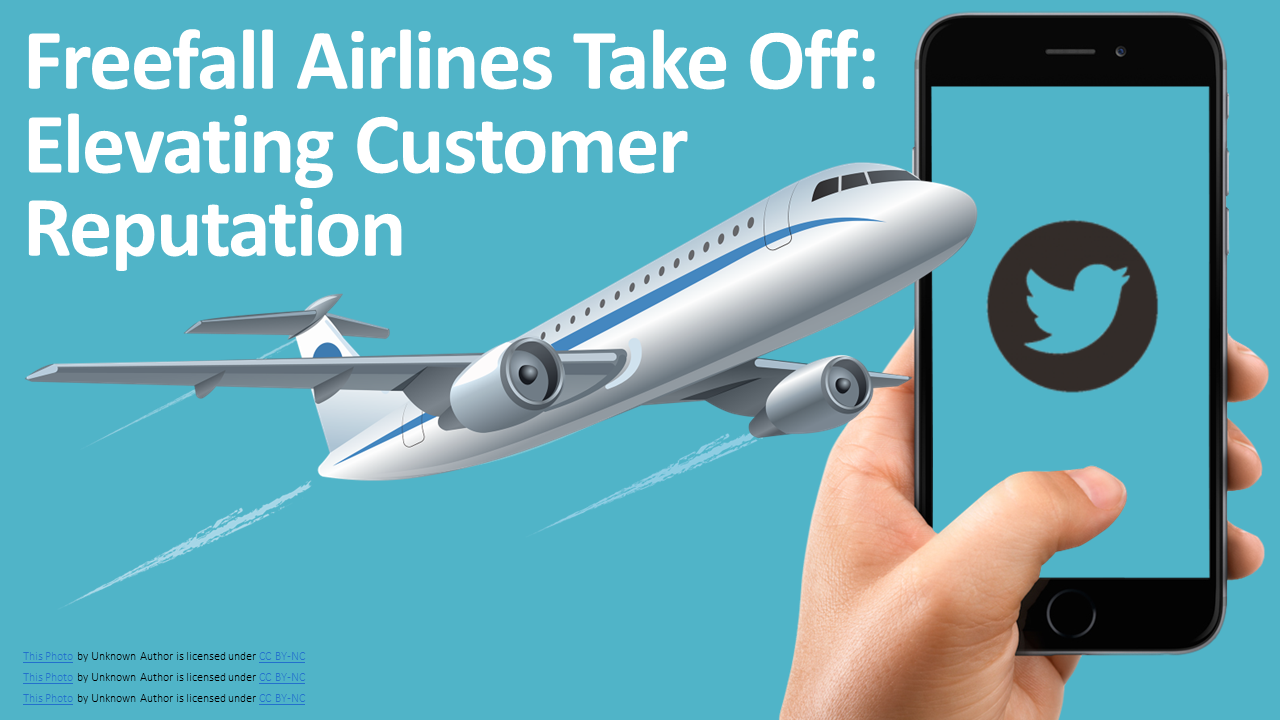 Freefall Airlines Take Off:
Elevating Customer
Reputation
This Photo by Unknown Author is licensed under CC BY-NC
This Photo by Unknown Author is licensed under CC BY-NC
This Photo by Unknown Author is licensed under CC BY-NC